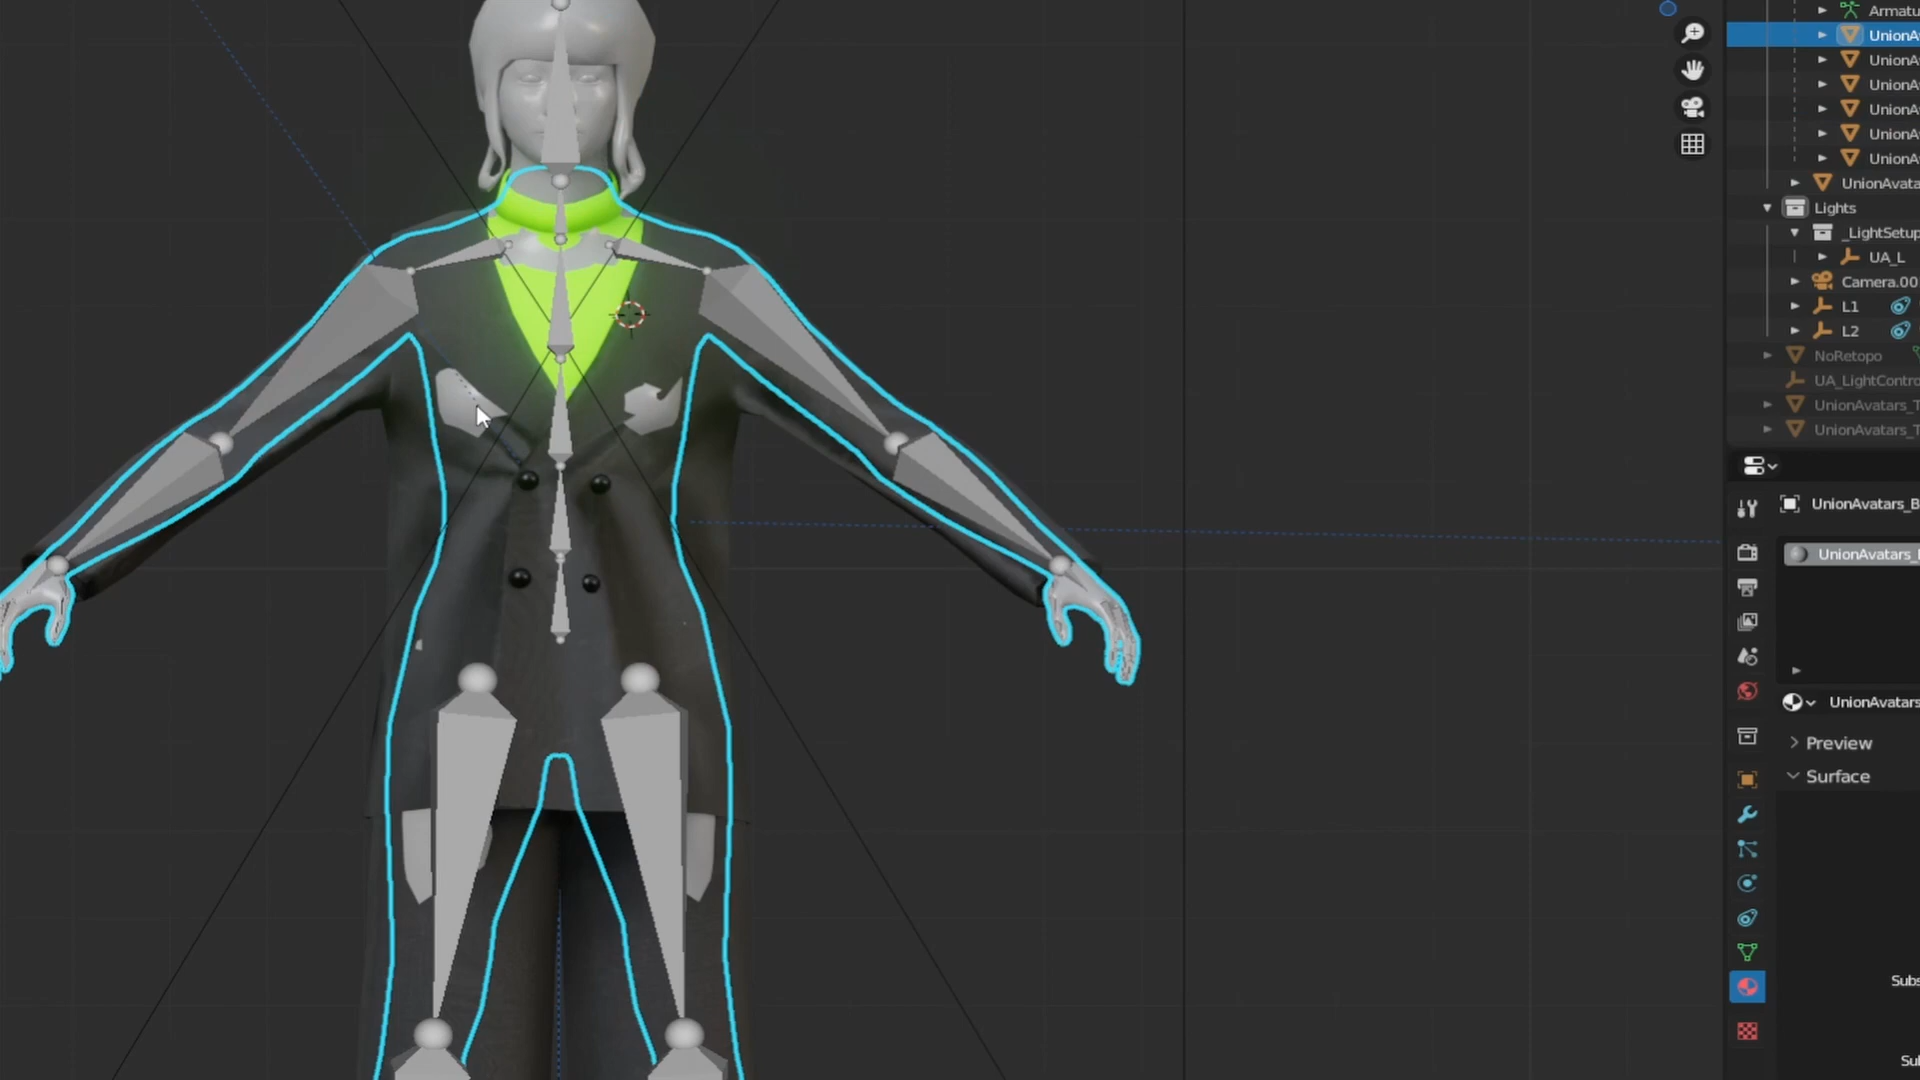 Armatu
UnionA
UnionA
UnionA
UnionA
UnionA
UnionA
UnionAvata
Lights
_LightSetup
UA_L
Camera.00
L1
L2
NoRetopo
UA_LightContro
UnionAvatars_T
UnionAvatars_T
UnionAvatars_B
UnionAvatars_
UnionAvatars
Preview
Surface
Subs
Sul